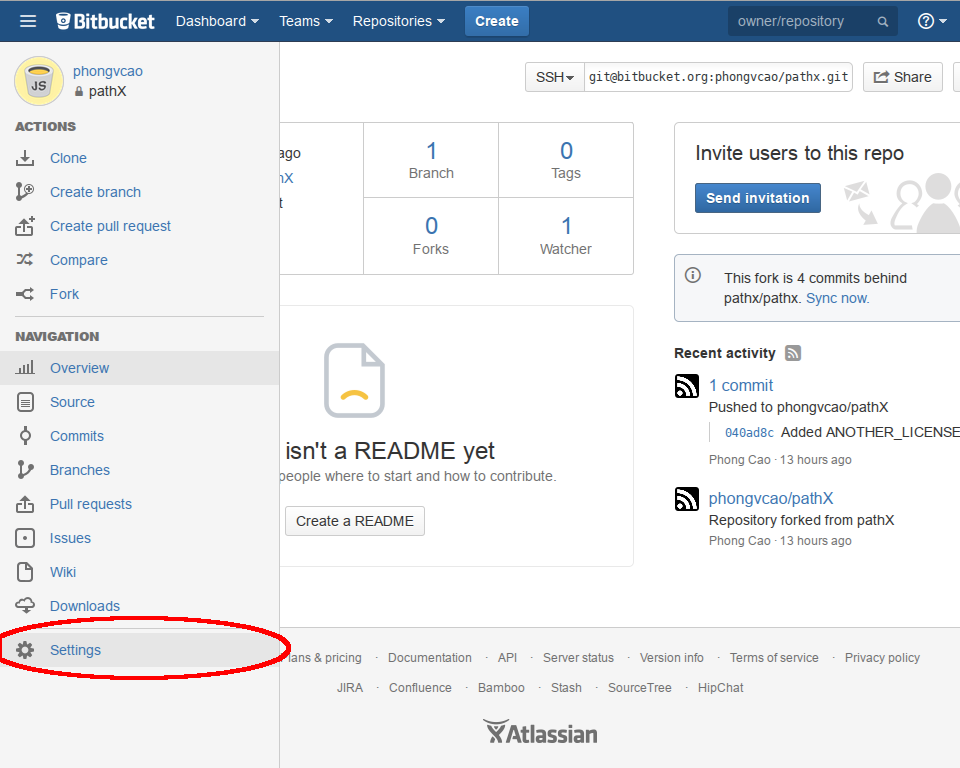 Bitbucket Dashboard Teams Repositories Create owner/repository ?
JS
phongvcao
pathX
ACTIONS
Clone
Create branch
Create pull request
Compare
Fork
NAVIGATION
Overview
Source
Commits
Branches
Pull requests
Issues
Wiki
Downloads
Settings
SSH git@bitbucket.org:phongvcao/pathx.git Share
ago
hX
t
1
Branch
0
Tags
0
Forks
1
Watcher
isn't a README yet
people where to start and how to contribute.
Create a README
Invite users to this repo
Send invitation
This fork is 4 commits behind
pathx/pathx. Sync now.
Recent activity
1 commit
Pushed to phongvcao/pathX
040ad8c Added ANOTHER_LICENSE
Phong Cao · 13 hours ago
phongvcao/pathX
Repository forked from pathX
Phong Cao · 13 hours ago
lans & pricing · Documentation · API · Server status · Version info · Terms of service · Privacy policy
JIRA · Confluence · Bamboo · Stash · SourceTree · HipChat
Atlassian